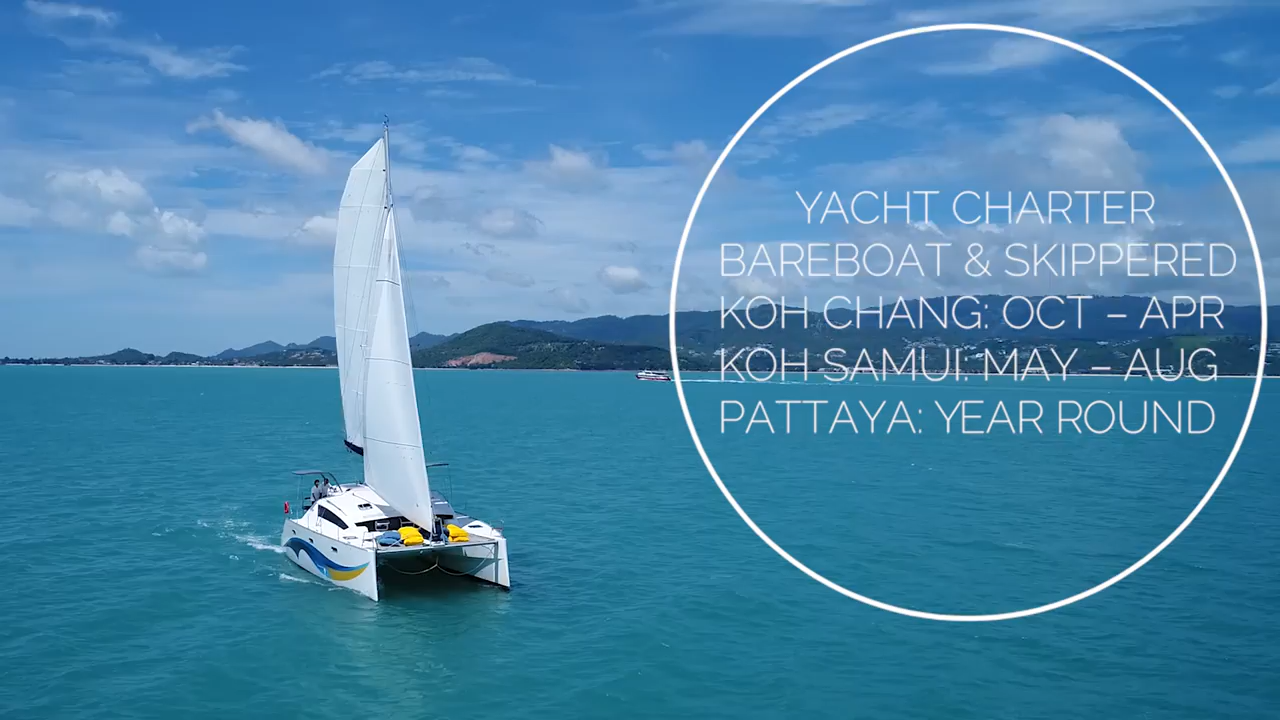 YACHT CHARTER
BAREBOAT & SKIPPERED
KOH CHANG: OCT – APR
KOH SAMUI: MAY – AUG
PATTAYA: YEAR ROUND